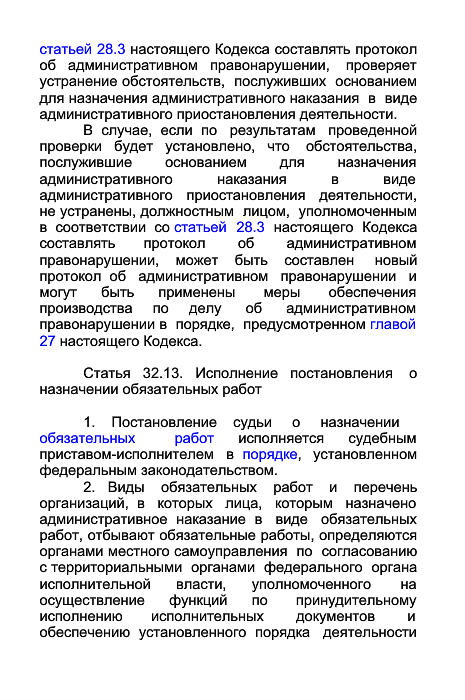 статьей 28.3 настоящего Кодекса составлять протокол
об административном правонарушении, проверяет
устранение обстоятельств, послуживших основанием
для назначения административного наказания в виде
административного приостановления деятельности.
В случае, если по результатам проведенной
проверки будет установлено, что обстоятельства,
послужившие основанием для назначения
административного наказания в виде
административного приостановления деятельности,
не устранены, должностным лицом, уполномоченным
в соответствии со статьей 28.3 настоящего Кодекса
составлять протокол об административном
правонарушении, может быть составлен новый
протокол об административном правонарушении и
могут быть применены меры обеспечения
производства по делу об административном
правонарушении в порядке, предусмотренном главой
27 настоящего Кодекса.
Статья 32.13. Исполнение постановления о
назначении обязательных работ
1. Постановление судьи о назначении
обязательных работ исполняется судебным
приставом-исполнителем в порядке, установленном
федеральным законодательством.
2. Виды обязательных работ и перечень
организаций, в которых лица, которым назначено
административное наказание в виде обязательных
работ, отбывают обязательные работы, определяются
органами местного самоуправления по согласованию
с территориальными органами федерального органа
исполнительной власти, уполномоченного на
осуществление функций по принудительному
исполнению исполнительных документов и
обеспечению установленного порядка деятельности